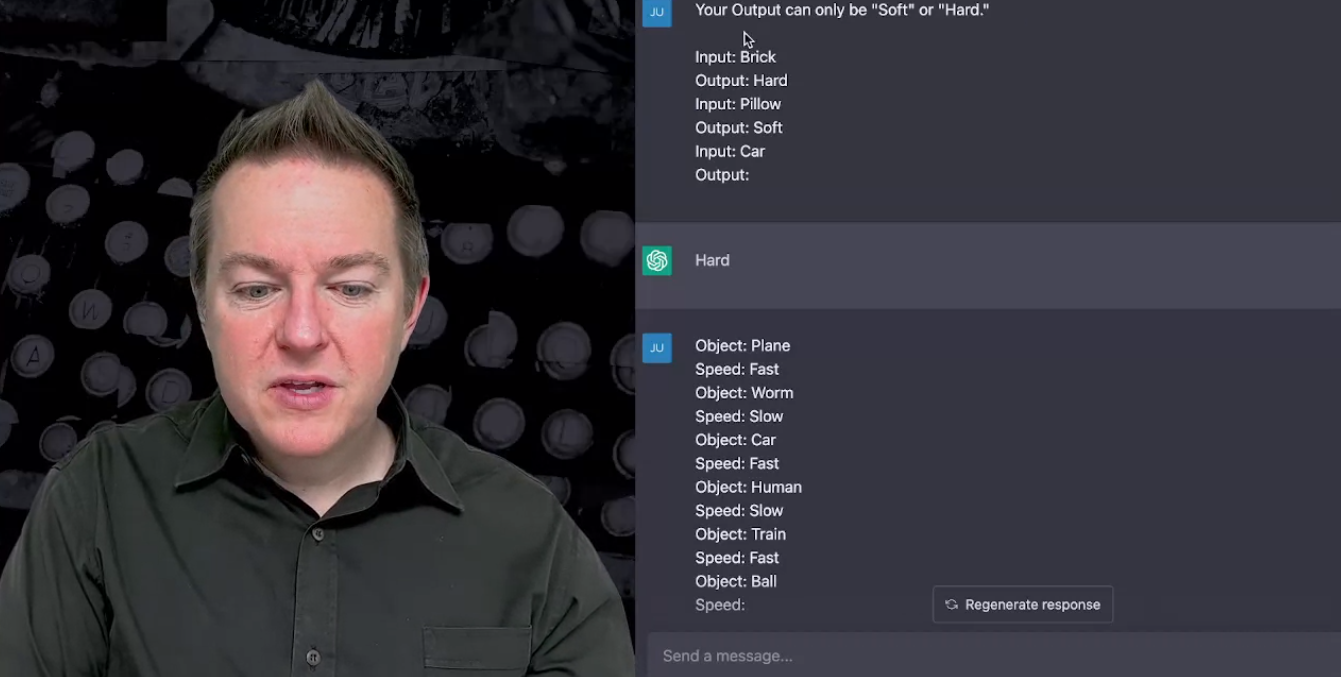 JU
Your Output can only be "Soft" or "Hard."
Input: Brick
Output: Hard
Input: Pillow
Output: Soft
Input: Car
Output:
Hard
JU
Object: Plane
Speed: Fast
Object: Worm
Speed: Slow
Object: Car
Speed: Fast
Object: Human
Speed: Slow
Object: Train
Speed: Fast
Object: Ball
Speed:
Regenerate response
Send a message...
W
A